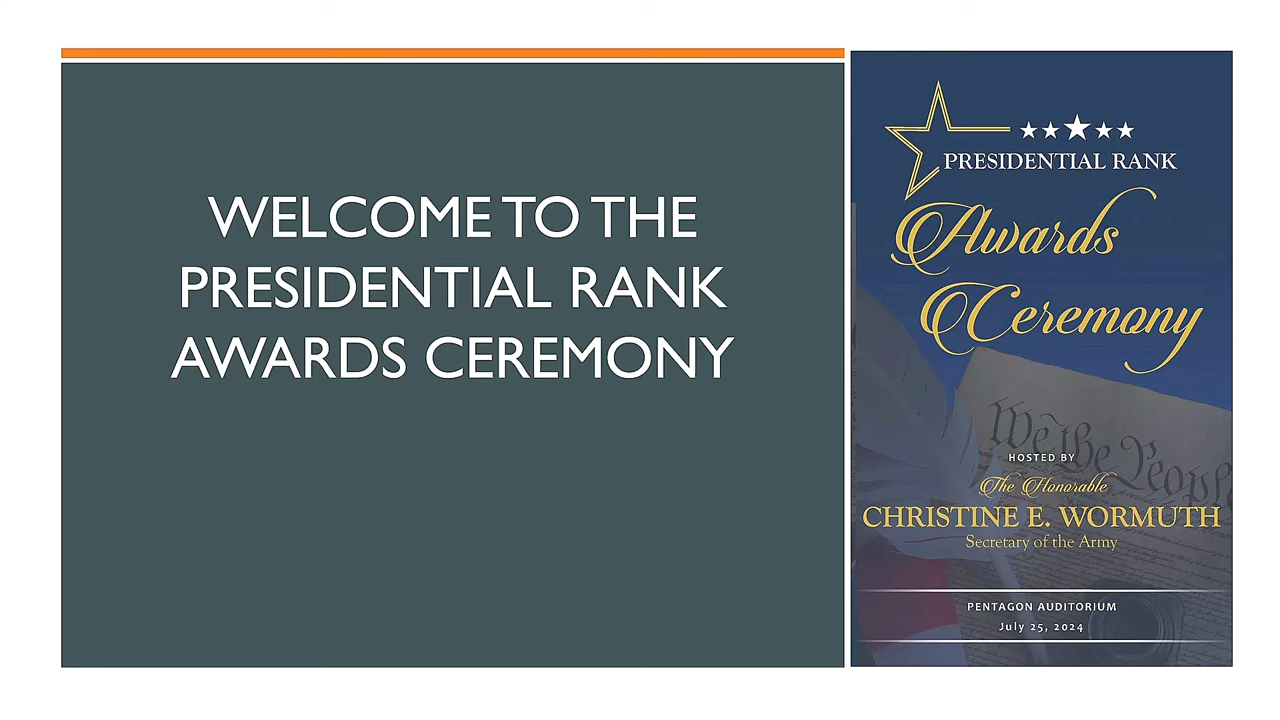 WELCOME TO THE
PRESIDENTIAL RANK
AWARDS CEREMONY
PRESIDENTIAL RANK
Awards
Ceremony
We the People
HOSTED BY
The Honorable
CHRISTINE E. WORMUTH
Secretary of the Army
PENTAGON AUDITORIUM
July 25, 2024